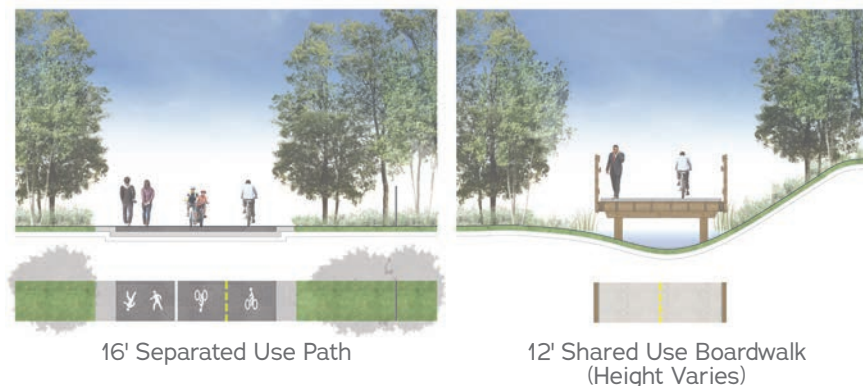 16' Separated Use Path
12' Shared Use Boardwalk
(Height Varies)